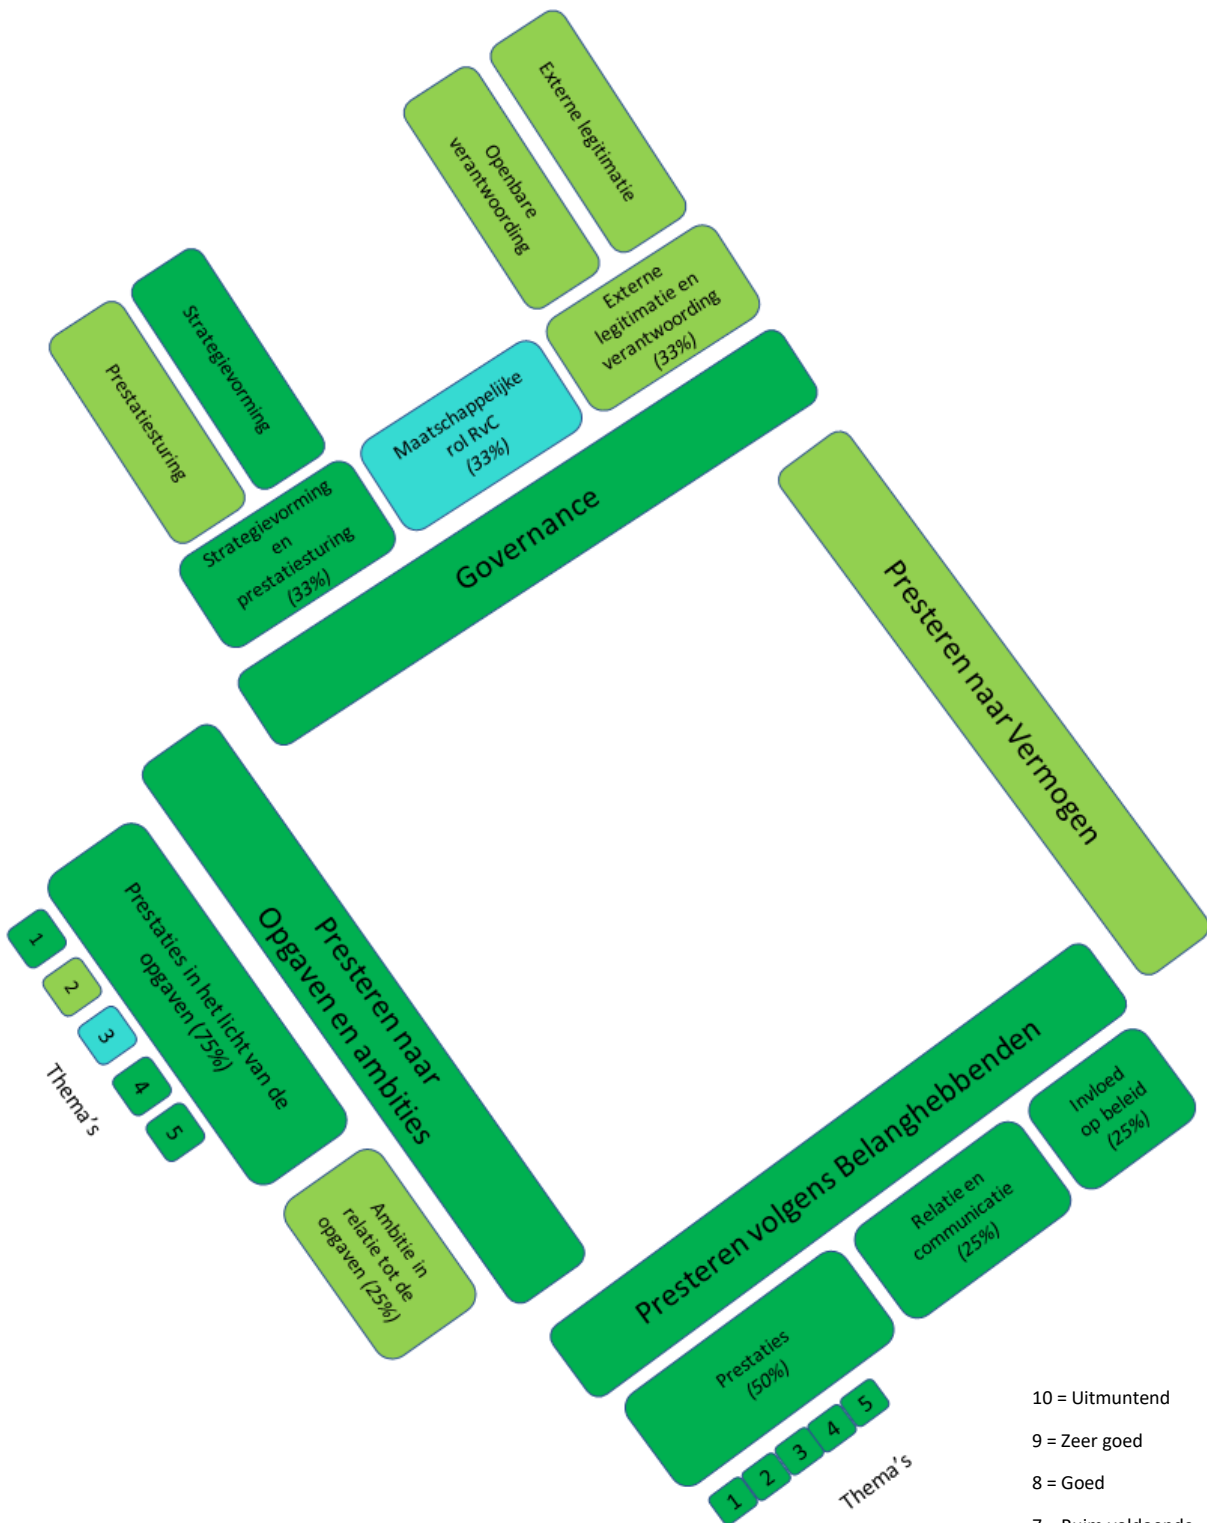 Externe legitimatie
Openbare
verantwoording
Externe
legitimatie en
verantwoording
(33%)
Strategievorming
Prestatiesturing
Maatschappelijke
rol RvC
(33%)
Strategievorming
en
prestatiesturing
(33%)
Governance
Presteren naar Vermogen
Presteren naar
Opgaven en ambities
Prestaties in het licht van de
opgaven (75%)
1
2
3
4
5
Thema's
Ambitie in
relatie tot de
opgaven (25%)
Presteren volgens Belanghebbenden
Invloed
op beleid
(25%)
Relatie en
communicatie
(25%)
Prestaties
(50%)
1
2
3
4
5
Thema's
10 = Uitmuntend
9 = Zeer goed
8 = Goed